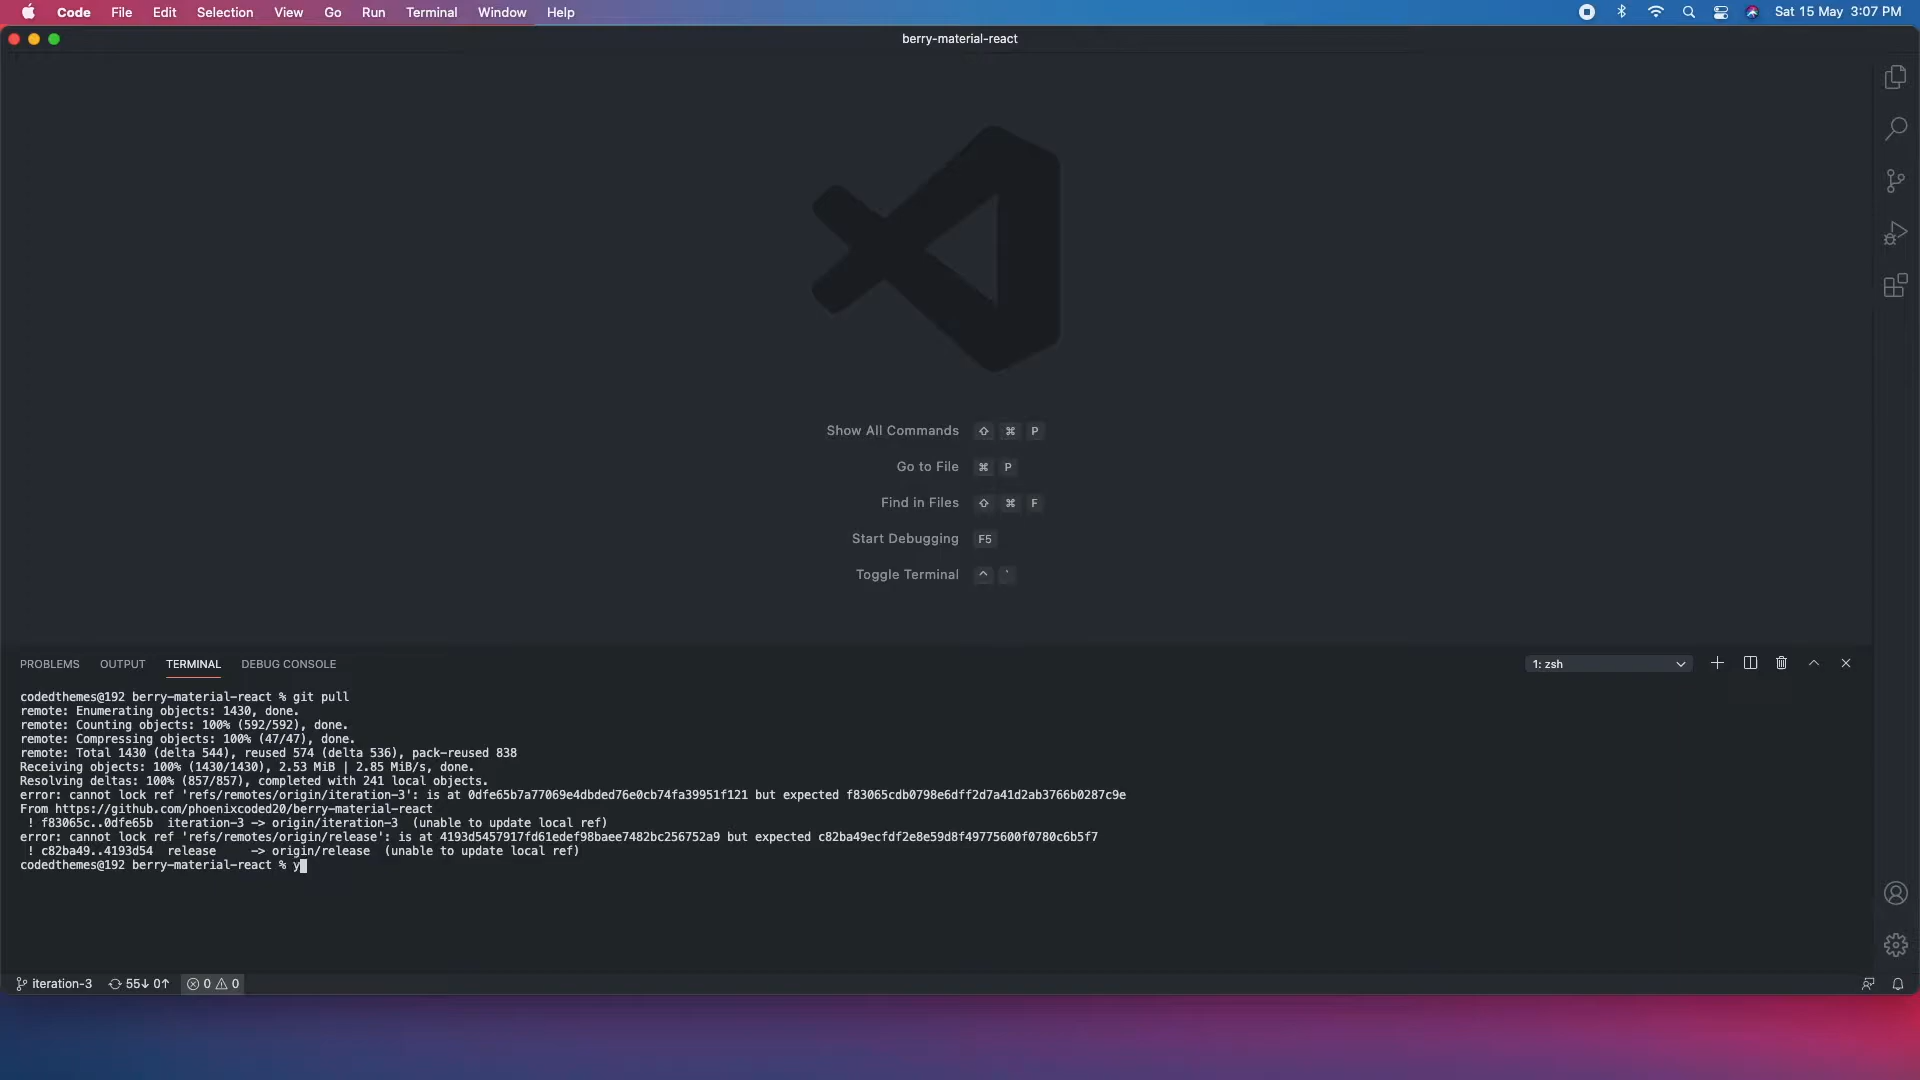 Code File Edit Selection View Go Run Terminal Window Help Sat 15 May 3:07 PM
berry-material-react
Show All Commands ⇧ ⌘ P
Go to File ⌘ P
Find in Files ⇧ ⌘ F
Start Debugging F5
Toggle Terminal ^ `
PROBLEMS OUTPUT TERMINAL DEBUG CONSOLE 1: zsh
codedthemes@192 berry-material-react % git pull
remote: Enumerating objects: 1430, done.
remote: Counting objects: 100% (592/592), done.
remote: Compressing objects: 100% (47/47), done.
remote: Total 1430 (delta 544), reused 574 (delta 536), pack-reused 838
Receiving objects: 100% (1430/1430), 2.53 MiB | 2.85 MiB/s, done.
Resolving deltas: 100% (857/857), completed with 241 local objects.
error: cannot lock ref 'refs/remotes/origin/iteration-3': is at 0dfe65b7a77069e4dbded76e0cb74fa39951f121 but expected f83065cdb0798e6dff2d7a41d2ab3766b0287c9e
From https://github.com/phoenixcoded20/berry-material-react
! f83065c..0dfe65b iteration-3 -> origin/iteration-3 (unable to update local ref)
error: cannot lock ref 'refs/remotes/origin/release': is at 4193d5457917fd61edef98baee7482bc256752a9 but expected c82ba49ecfdf2e8e59d8f49775600f0780c6b5f7
! c82ba49..4193d54 release -> origin/release (unable to update local ref)
codedthemes@192 berry-material-react % y
iteration-3 55↓ 0↑ 0 0